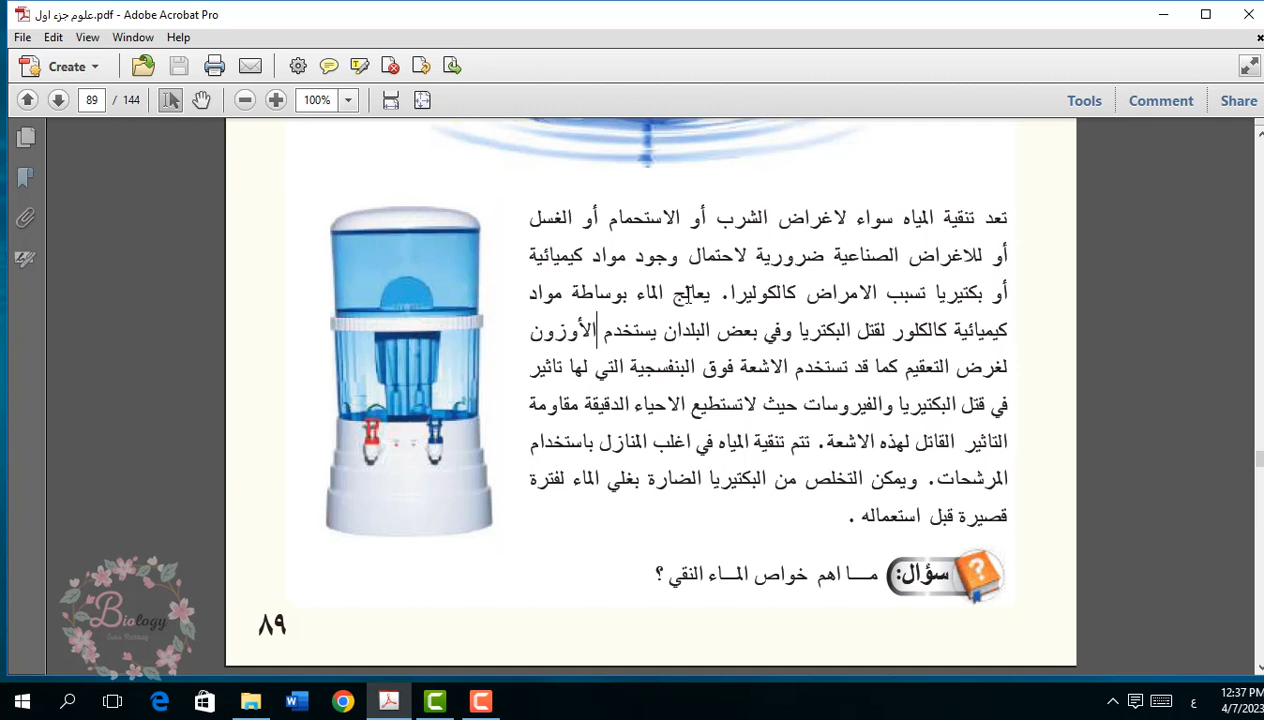 علوم جزء اول.pdf - Adobe Acrobat Pro
File Edit View Window Help
Create
89 / 144 100% Tools Comment Share
تعد تنقية المياه سواء لاغراض الشرب أو الاستحمام أو الغسل
أو للاغراض الصناعية ضرورية لاحتمال وجود مواد كيميائية
أو بكتيريا تسبب الامراض كالكوليرا. يعالج الماء بوساطة مواد
كيميائية كالكلور لقتل البكتريا وفي بعض البلدان يستخدم الأوزون
لغرض التعقيم كما قد تستخدم الاشعة فوق البنفسجية التي لها تاثير
في قتل البكتيريا والفيروسات حيث لاتستطيع الاحياء الدقيقة مقاومة
التاثير القاتل لهذه الاشعة. تتم تنقية المياه في اغلب المنازل باستخدام
المرشحات. ويمكن التخلص من البكتيريا الضارة بغلي الماء لفترة
قصيرة قبل استعماله .
سؤال: مـــا اهم خواص المـاء النقي ؟
٨٩
Biology
ع
12:37 PM
4/7/2023